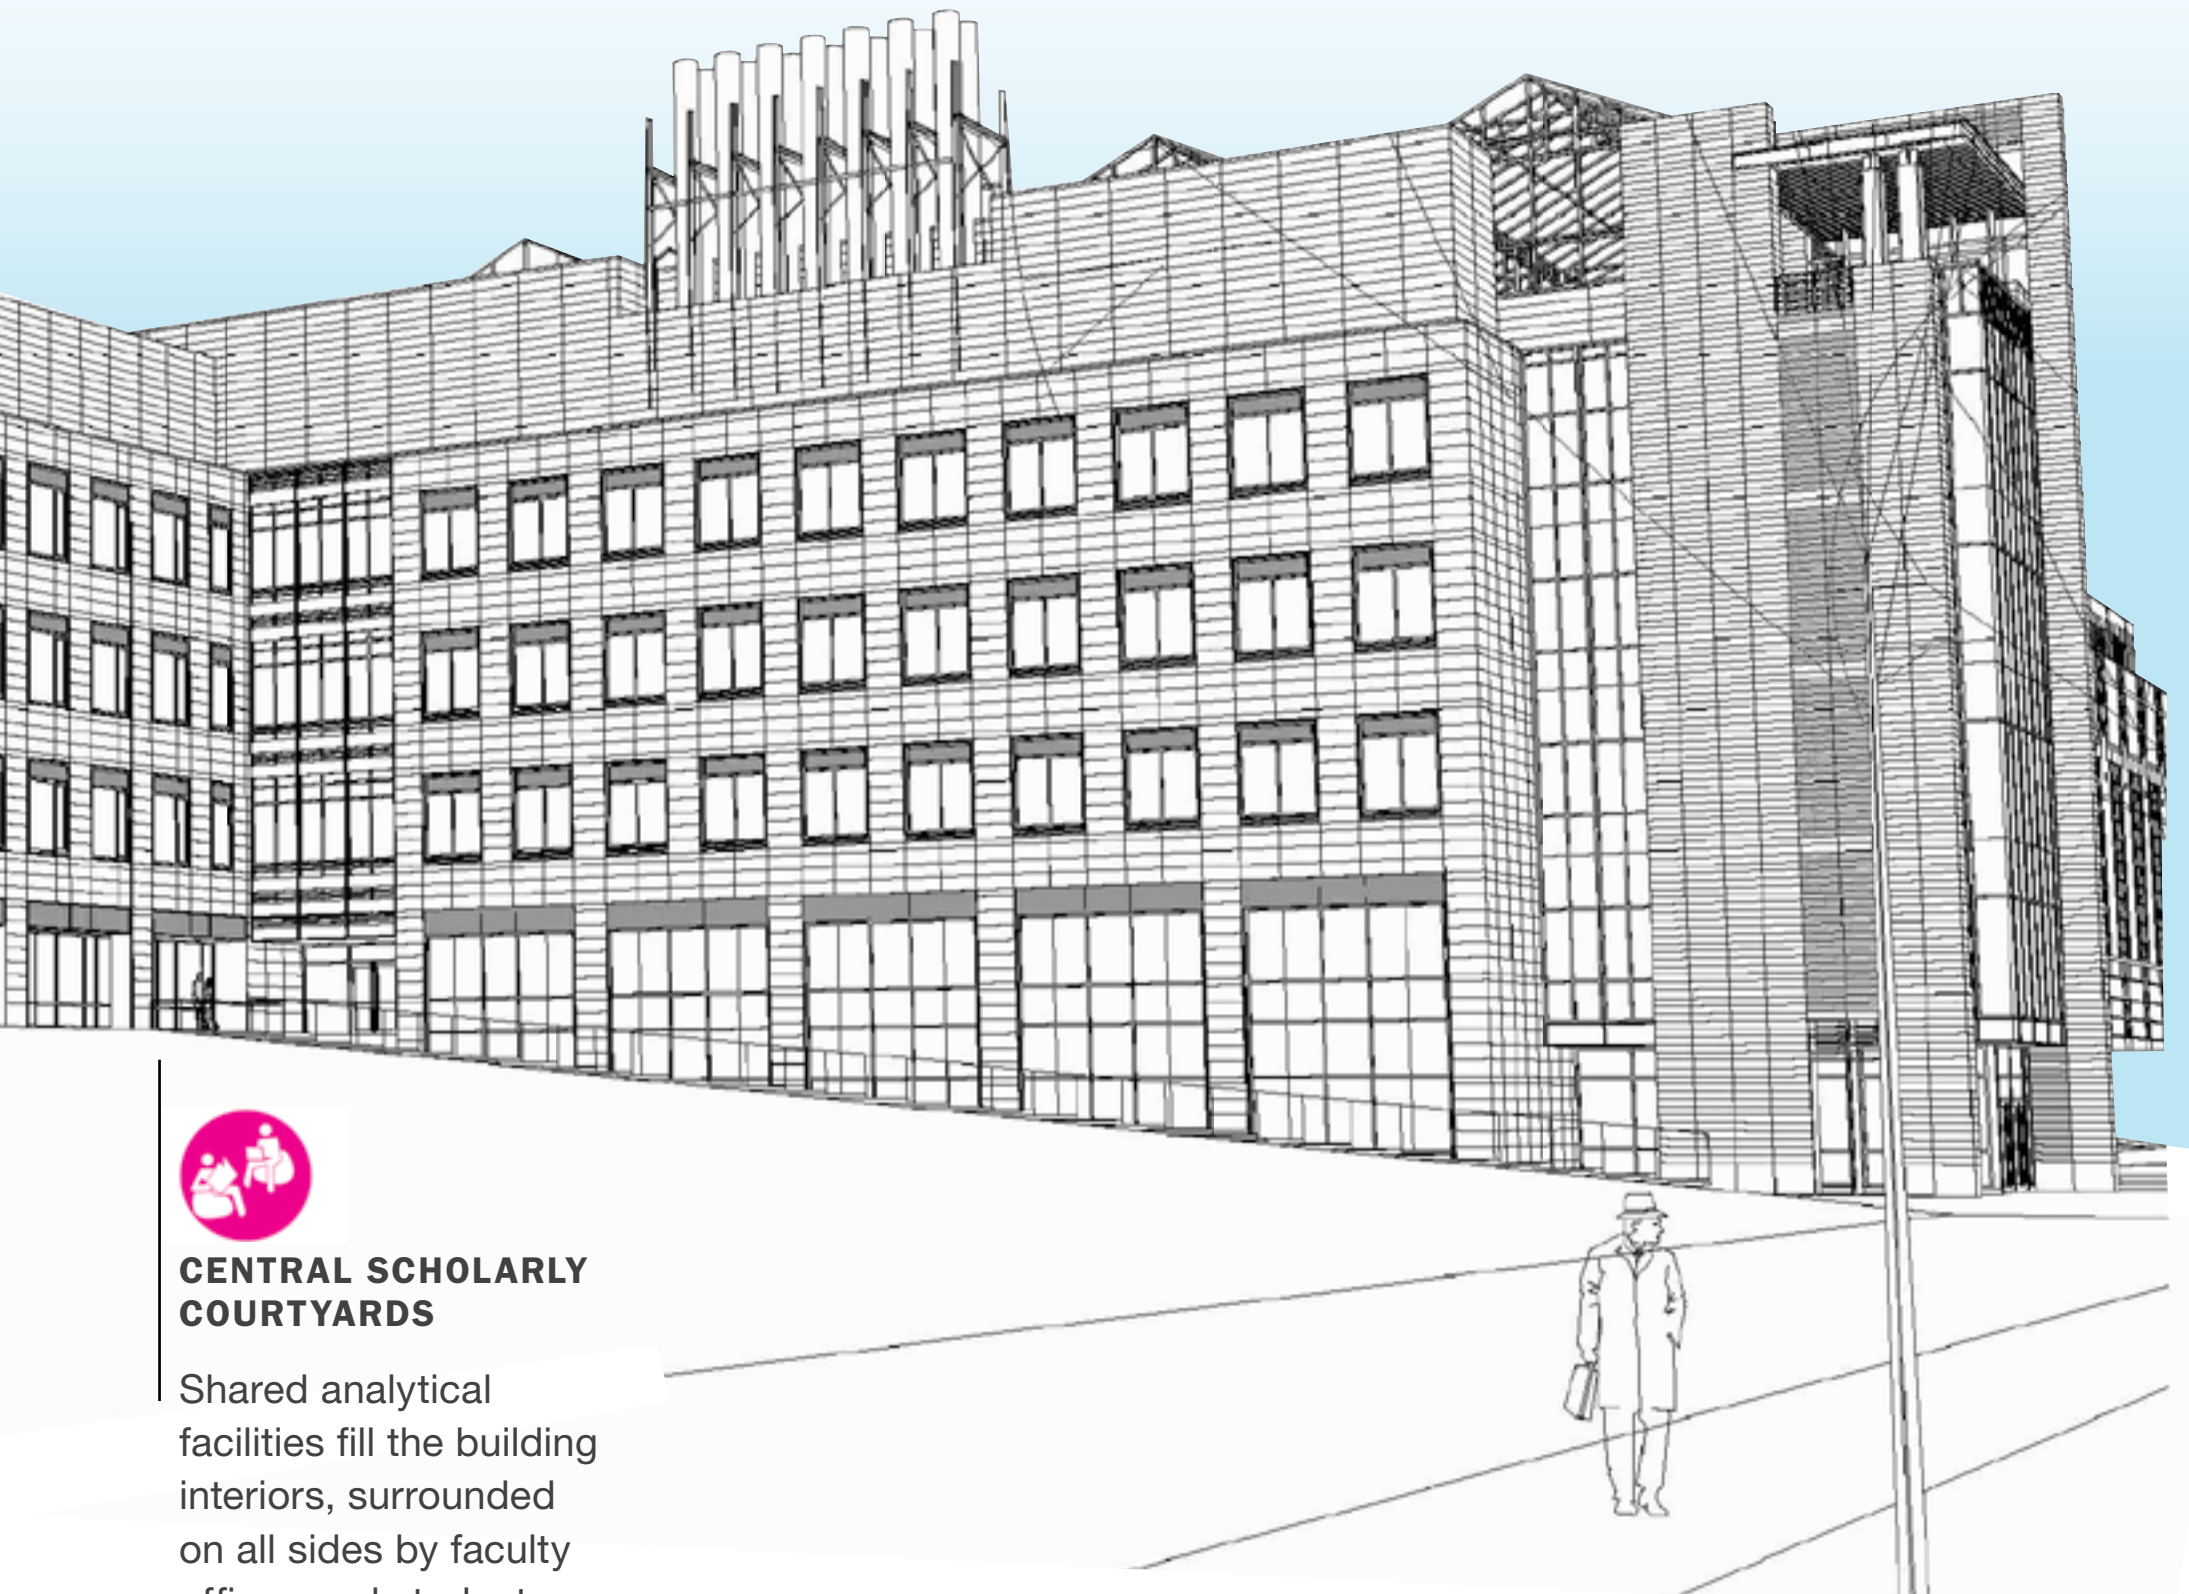 CENTRAL SCHOLARLY
COURTYARDS
Shared analytical
facilities fill the building
interiors, surrounded
on all sides by faculty